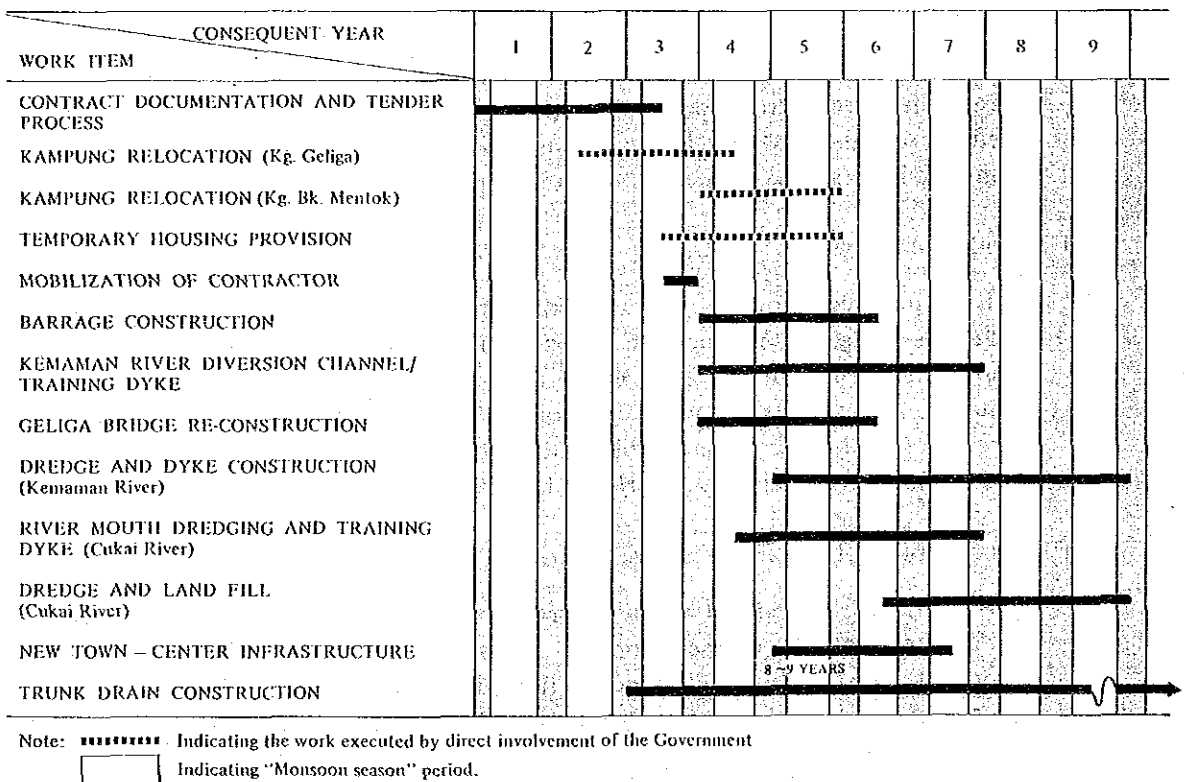 CONSEQUENT YEAR
WORK ITEM
1 2 3 4 5 6 7 8 9
CONTRACT DOCUMENTATION AND TENDER
PROCESS
KAMPUNG RELOCATION (Kg. Geliga)
KAMPUNG RELOCATION (Kg. Bk. Mentok)
TEMPORARY HOUSING PROVISION
MOBILIZATION OF CONTRACTOR
BARRAGE CONSTRUCTION
KEMAMAN RIVER DIVERSION CHANNEL/
TRAINING DYKE
GELIGA BRIDGE RE-CONSTRUCTION
DREDGE AND DYKE CONSTRUCTION
(Kemaman River)
RIVER MOUTH DREDGING AND TRAINING
DYKE (Cukai River)
DREDGE AND LAND FILL
(Cukai River)
NEW TOWN – CENTER INFRASTRUCTURE
8~9 YEARS
TRUNK DRAIN CONSTRUCTION
Note: Indicating the work executed by direct involvement of the Government
Indicating "Monsoon season" period.